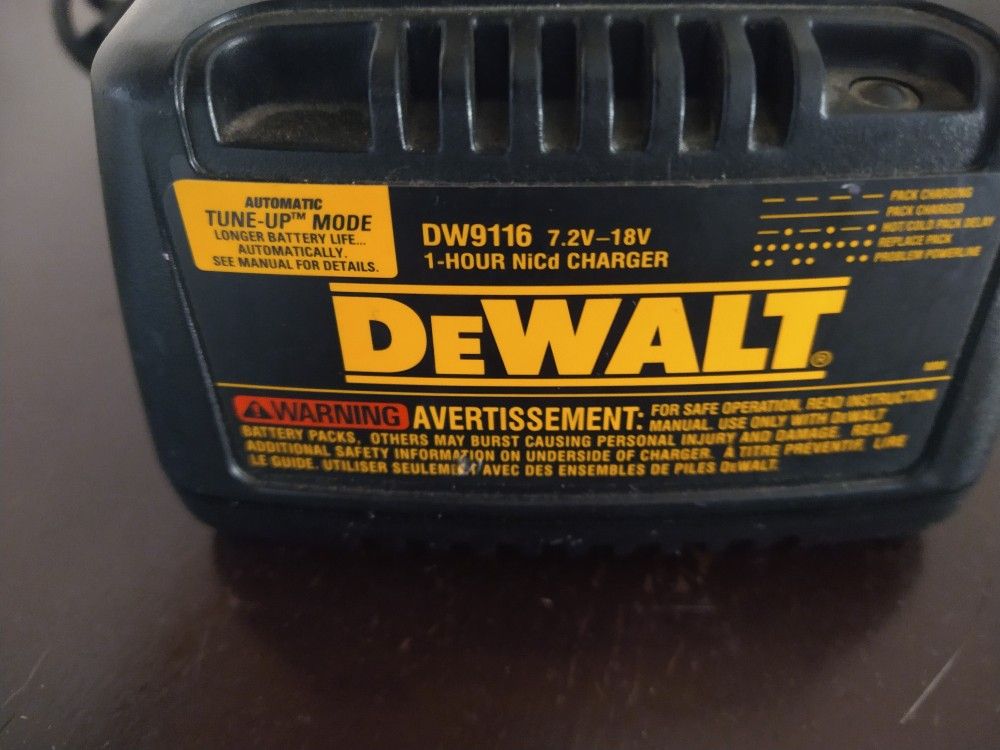 AUTOMATIC
TUNE-UP™ MODE
LONGER BATTERY LIFE...
AUTOMATICALLY.
SEE MANUAL FOR DETAILS.
DW9116 7.2V–18V
1-HOUR NiCd CHARGER
PACK CHARGING
PACK CHARGED
HOT/COLD PACK DELAY
REPLACE PACK
PROBLEM POWERLINE
DEWALT®
WARNING AVERTISSEMENT: FOR SAFE OPERATION, READ INSTRUCTION
MANUAL. USE ONLY WITH DEWALT
BATTERY PACKS, OTHERS MAY BURST CAUSING PERSONAL INJURY AND DAMAGE. READ
ADDITIONAL SAFETY INFORMATION ON UNDERSIDE OF CHARGER. À TITRE PRÉVENTIF, LIRE
LE GUIDE. UTILISER SEULEMENT AVEC DES ENSEMBLES DE PILES DEWALT.